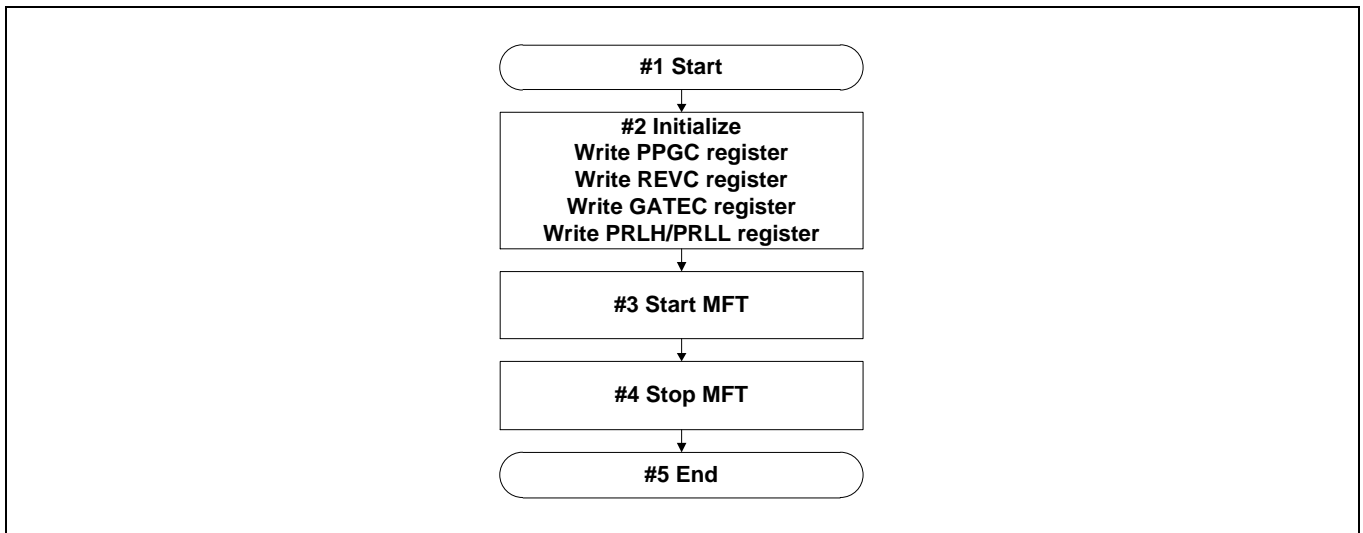 #1 Start
#2 Initialize
Write PPGC register
Write REVC register
Write GATEC register
Write PRLH/PRLL register
#3 Start MFT
#4 Stop MFT
#5 End